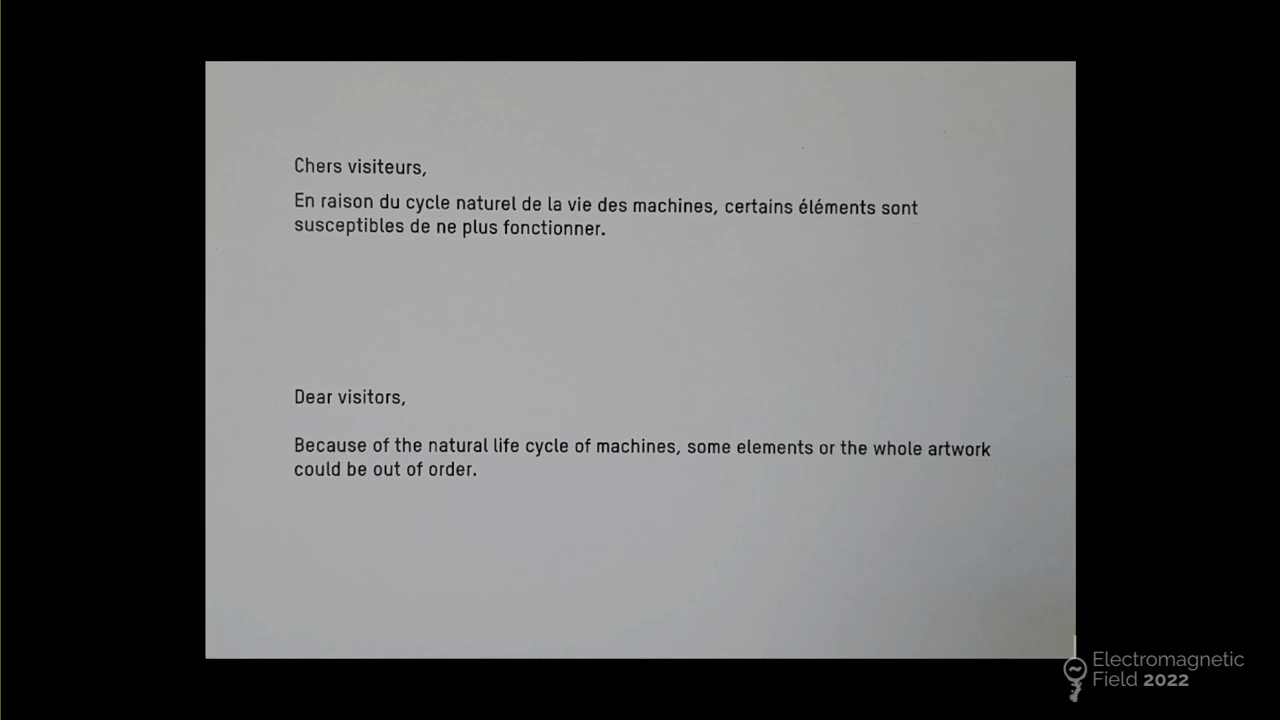 Chers visiteurs,
En raison du cycle naturel de la vie des machines, certains éléments sont
susceptibles de ne plus fonctionner.
Dear visitors,
Because of the natural life cycle of machines, some elements or the whole artwork
could be out of order.
Electromagnetic
Field 2022